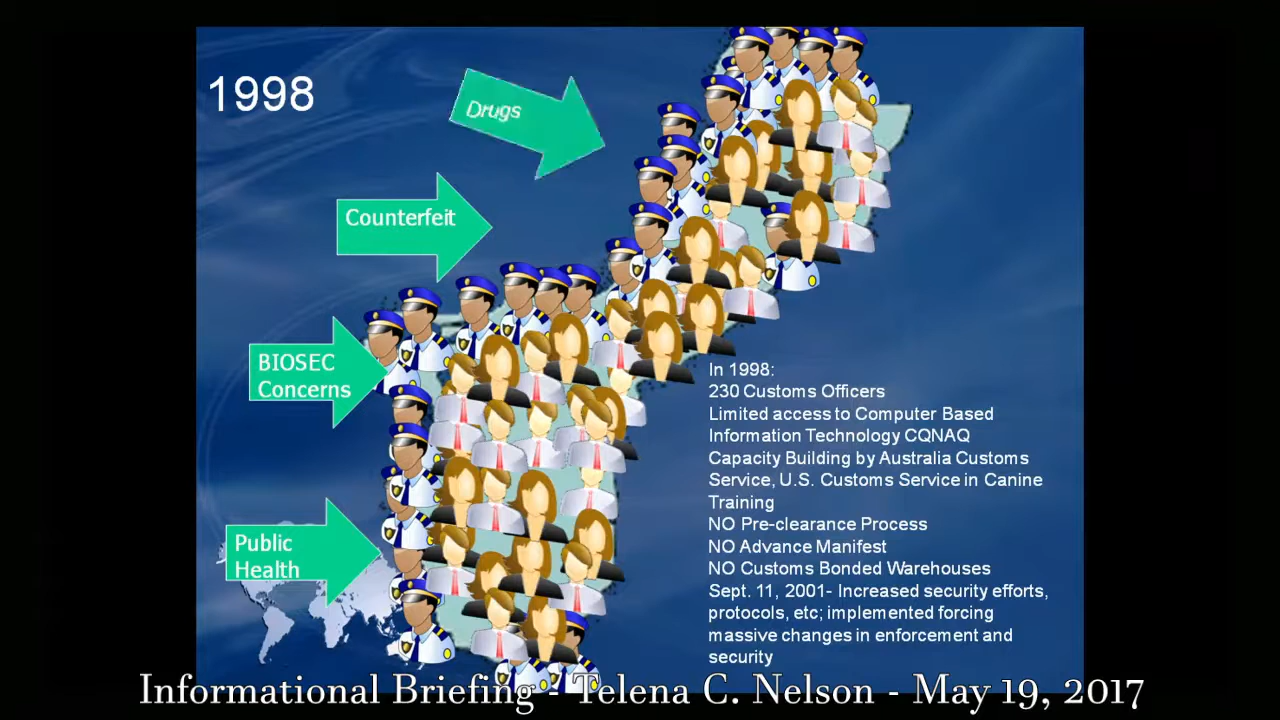 1998
Drugs
Counterfeit
BIOSEC
Concerns
Public
Health
In 1998:
230 Customs Officers
Limited access to Computer Based
Information Technology CQNAQ
Capacity Building by Australia Customs
Service, U.S. Customs Service in Canine
Training
NO Pre-clearance Process
NO Advance Manifest
NO Customs Bonded Warehouses
Sept. 11, 2001- Increased security efforts,
protocols, etc; implemented forcing
massive changes in enforcement and
security
Informational Briefing - Telena C. Nelson - May 19, 2017